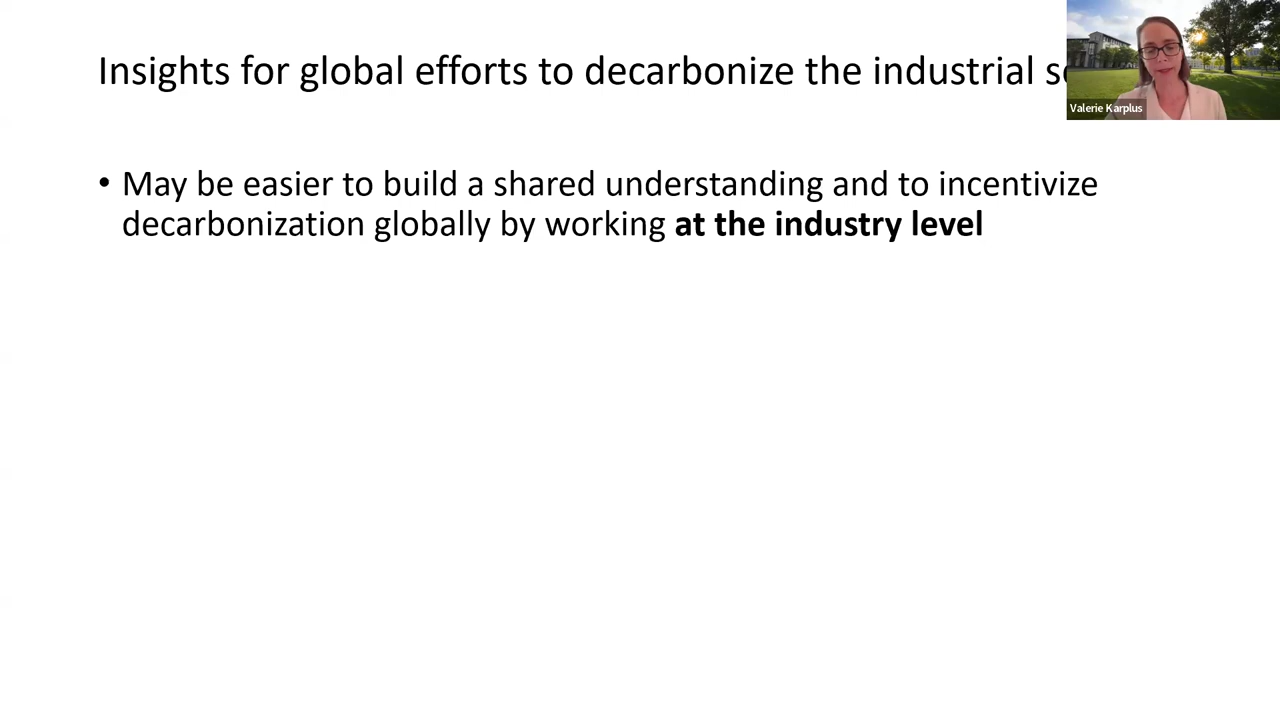 Insights for global efforts to decarbonize the industrial
Valerie Karplus
• May be easier to build a shared understanding and to incentivize
decarbonization globally by working at the industry level